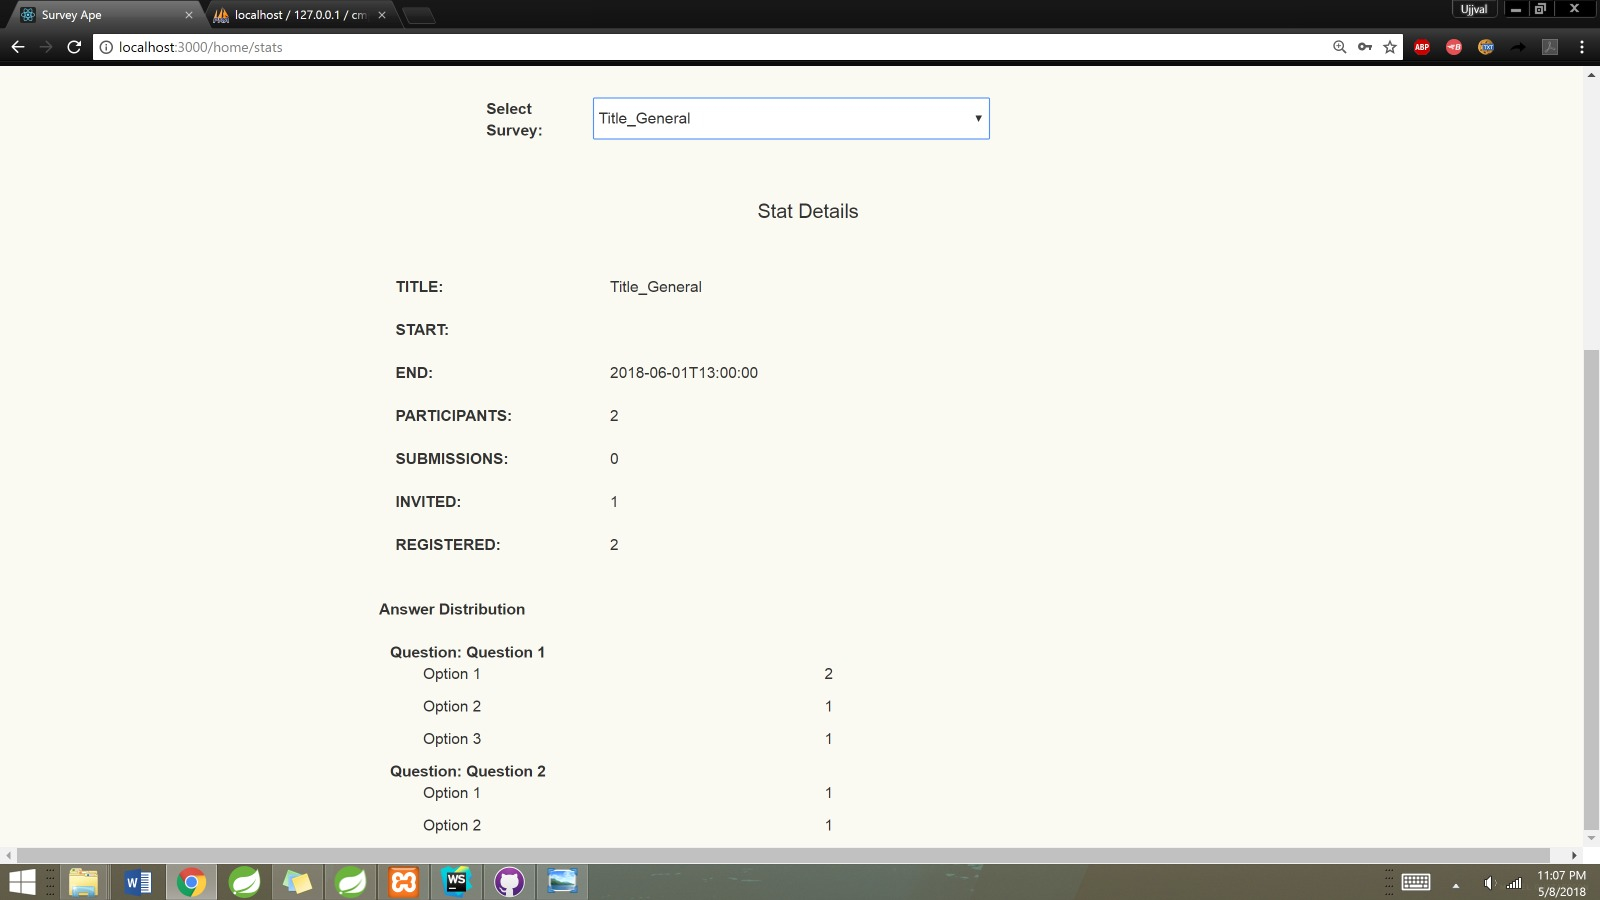 Survey Ape
localhost / 127.0.0.1 / cm
Ujjval
localhost:3000/home/stats
ABP
TXT
Select
Survey:
Title_General
Stat Details
TITLE: Title_General
START:
END: 2018-06-01T13:00:00
PARTICIPANTS: 2
SUBMISSIONS: 0
INVITED: 1
REGISTERED: 2
Answer Distribution
Question: Question 1
Option 1 2
Option 2 1
Option 3 1
Question: Question 2
Option 1 1
Option 2 1
WS
11:07 PM
5/8/2018